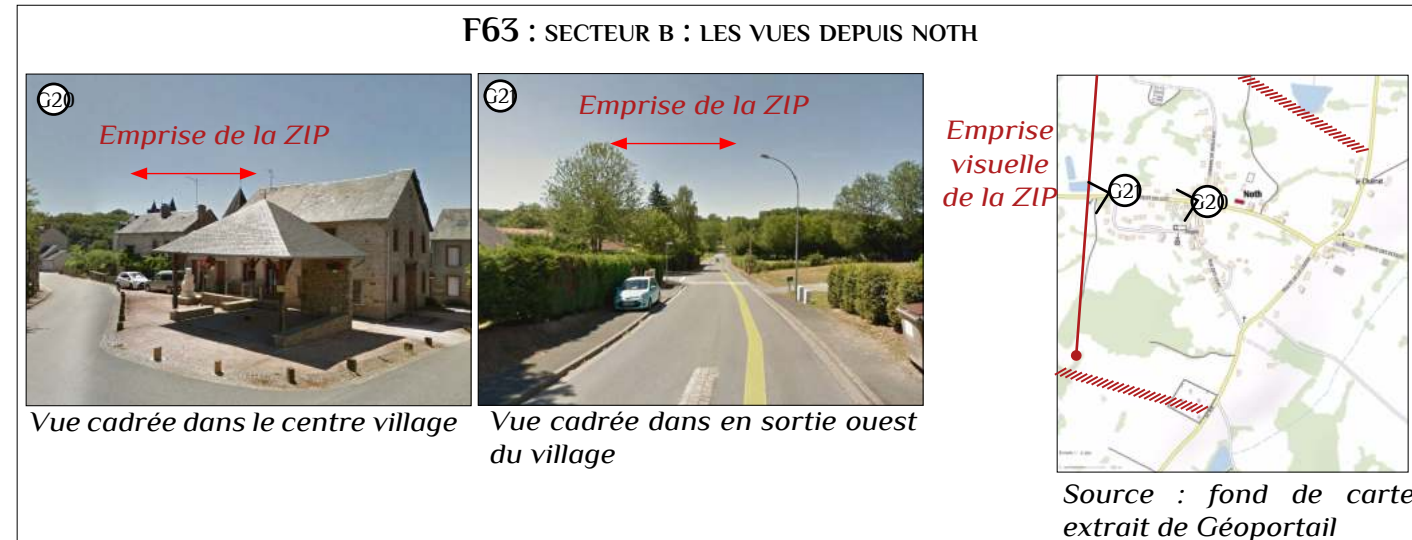 F63 : SECTEUR B : LES VUES DEPUIS NOTH
G20
Emprise de la ZIP
G21
Emprise de la ZIP
Vue cadrée dans le centre village
Vue cadrée dans en sortie ouest
du village
Emprise
visuelle
de la ZIP
G21
G20
Noth
Source : fond de carte
extrait de Géoportail